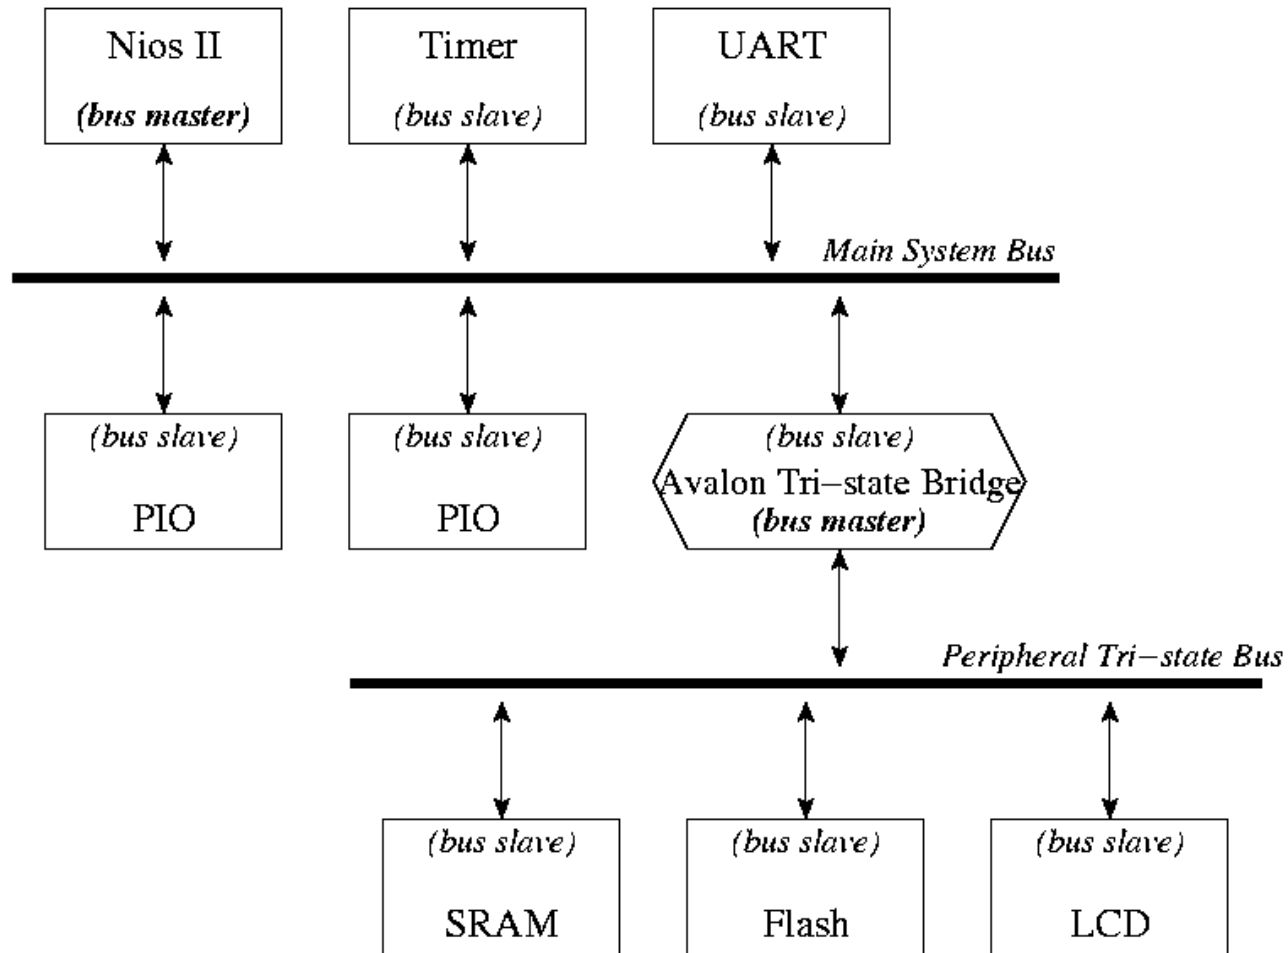 Nios II
(bus master)
Timer
(bus slave)
UART
(bus slave)
Main System Bus
(bus slave)
PIO
(bus slave)
PIO
(bus slave)
Avalon Tri−state Bridge
(bus master)
Peripheral Tri−state Bus
(bus slave)
SRAM
(bus slave)
Flash
(bus slave)
LCD